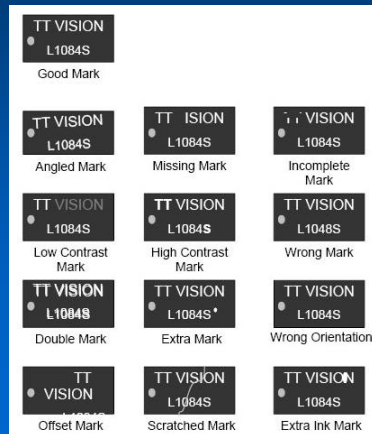 TT VISION
L1084S
Good Mark
TT VISION
L1084S
Angled Mark
TT ISION
L1084S
Missing Mark
VISION
L1084S
Incomplete
Mark
TT VISION
L1084S
Low Contrast
Mark
TT VISION
L1084S
High Contrast
Mark
TT VISION
L1048S
Wrong Mark
TT VISION
L1084S
Double Mark
TT VISION
L1084S
Extra Mark
TT VISION
L1084S
Wrong Orientation
TT
VISION
Offset Mark
TT VISION
L1084S
Scratched Mark
TT VISION
L1084S
Extra Ink Mark